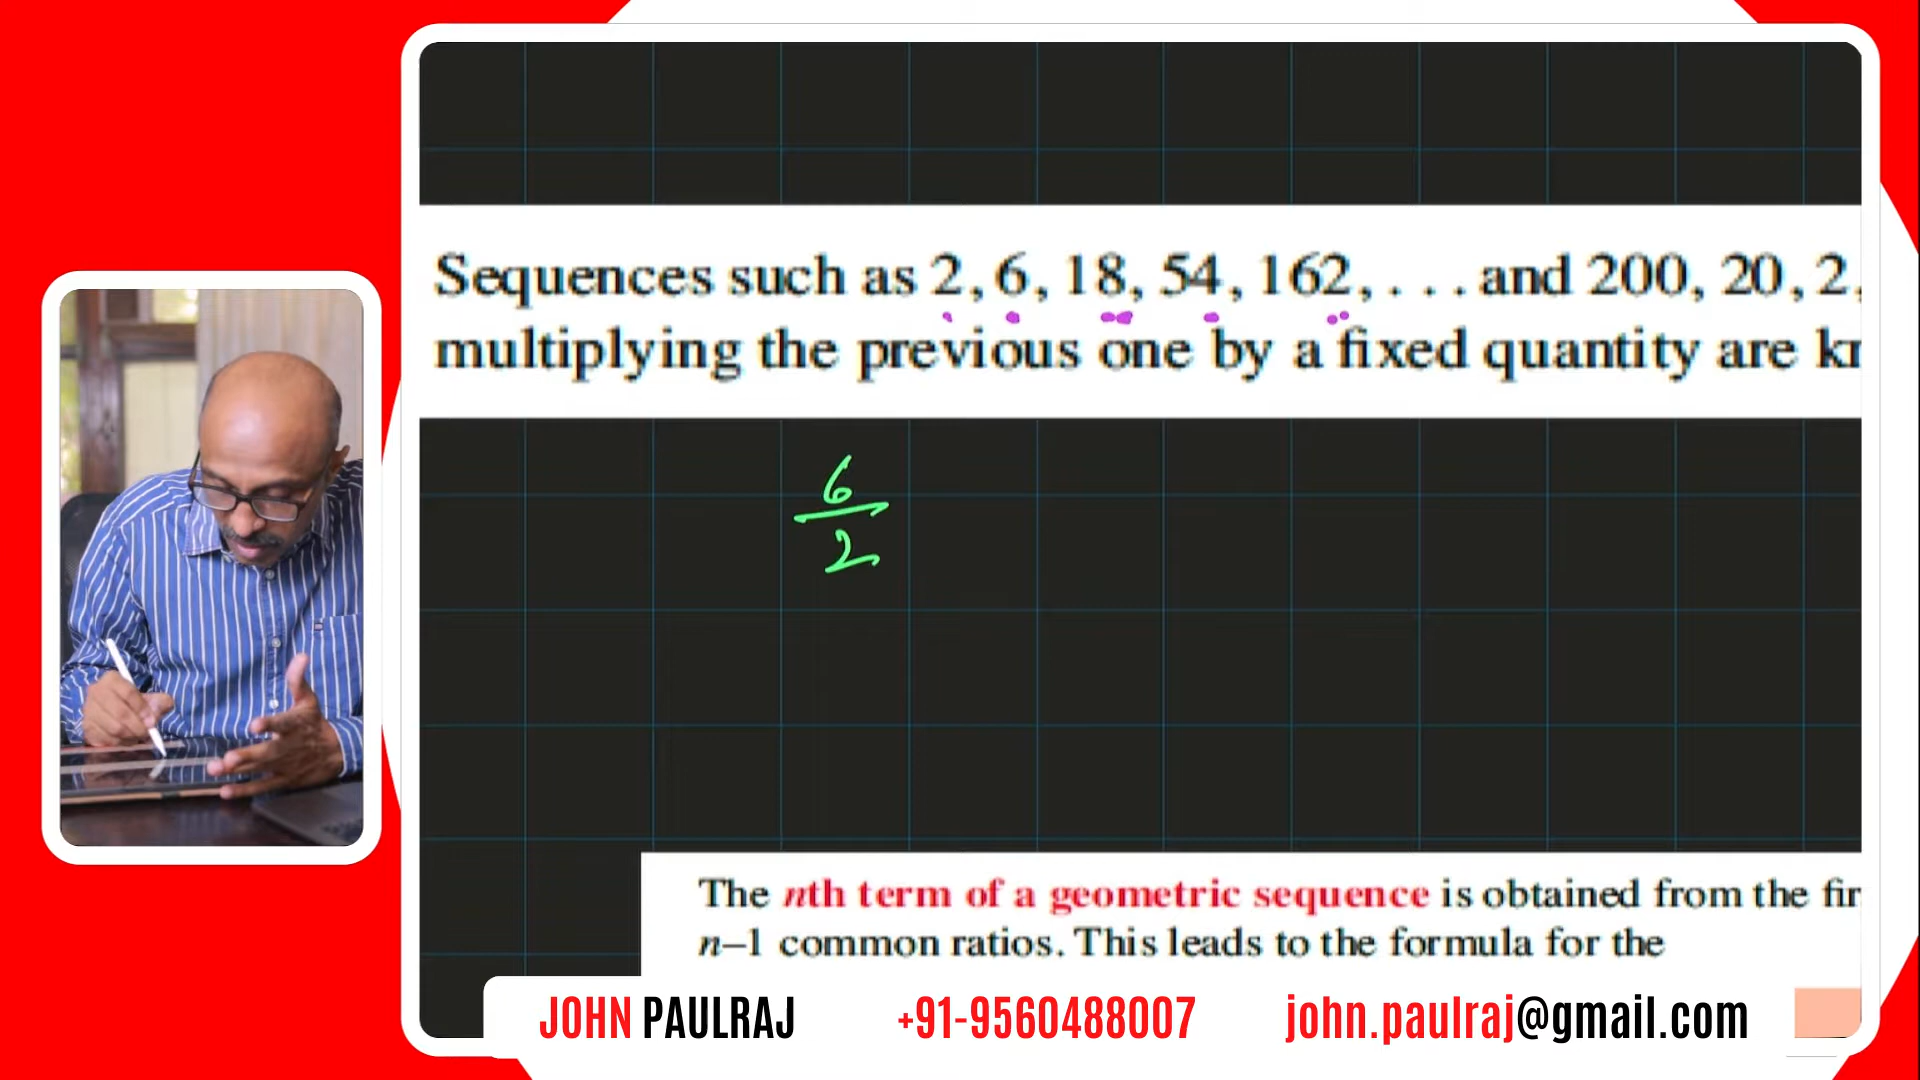 Sequences such as 2, 6, 18, 54, 162, . . . and 200, 20, 2,
multiplying the previous one by a fixed quantity are
6
2
The nth term of a geometric sequence is obtained from the
n–1 common ratios. This leads to the formula for the
JOHN PAULRAJ +91-9560488007 john.paulraj@gmail.com